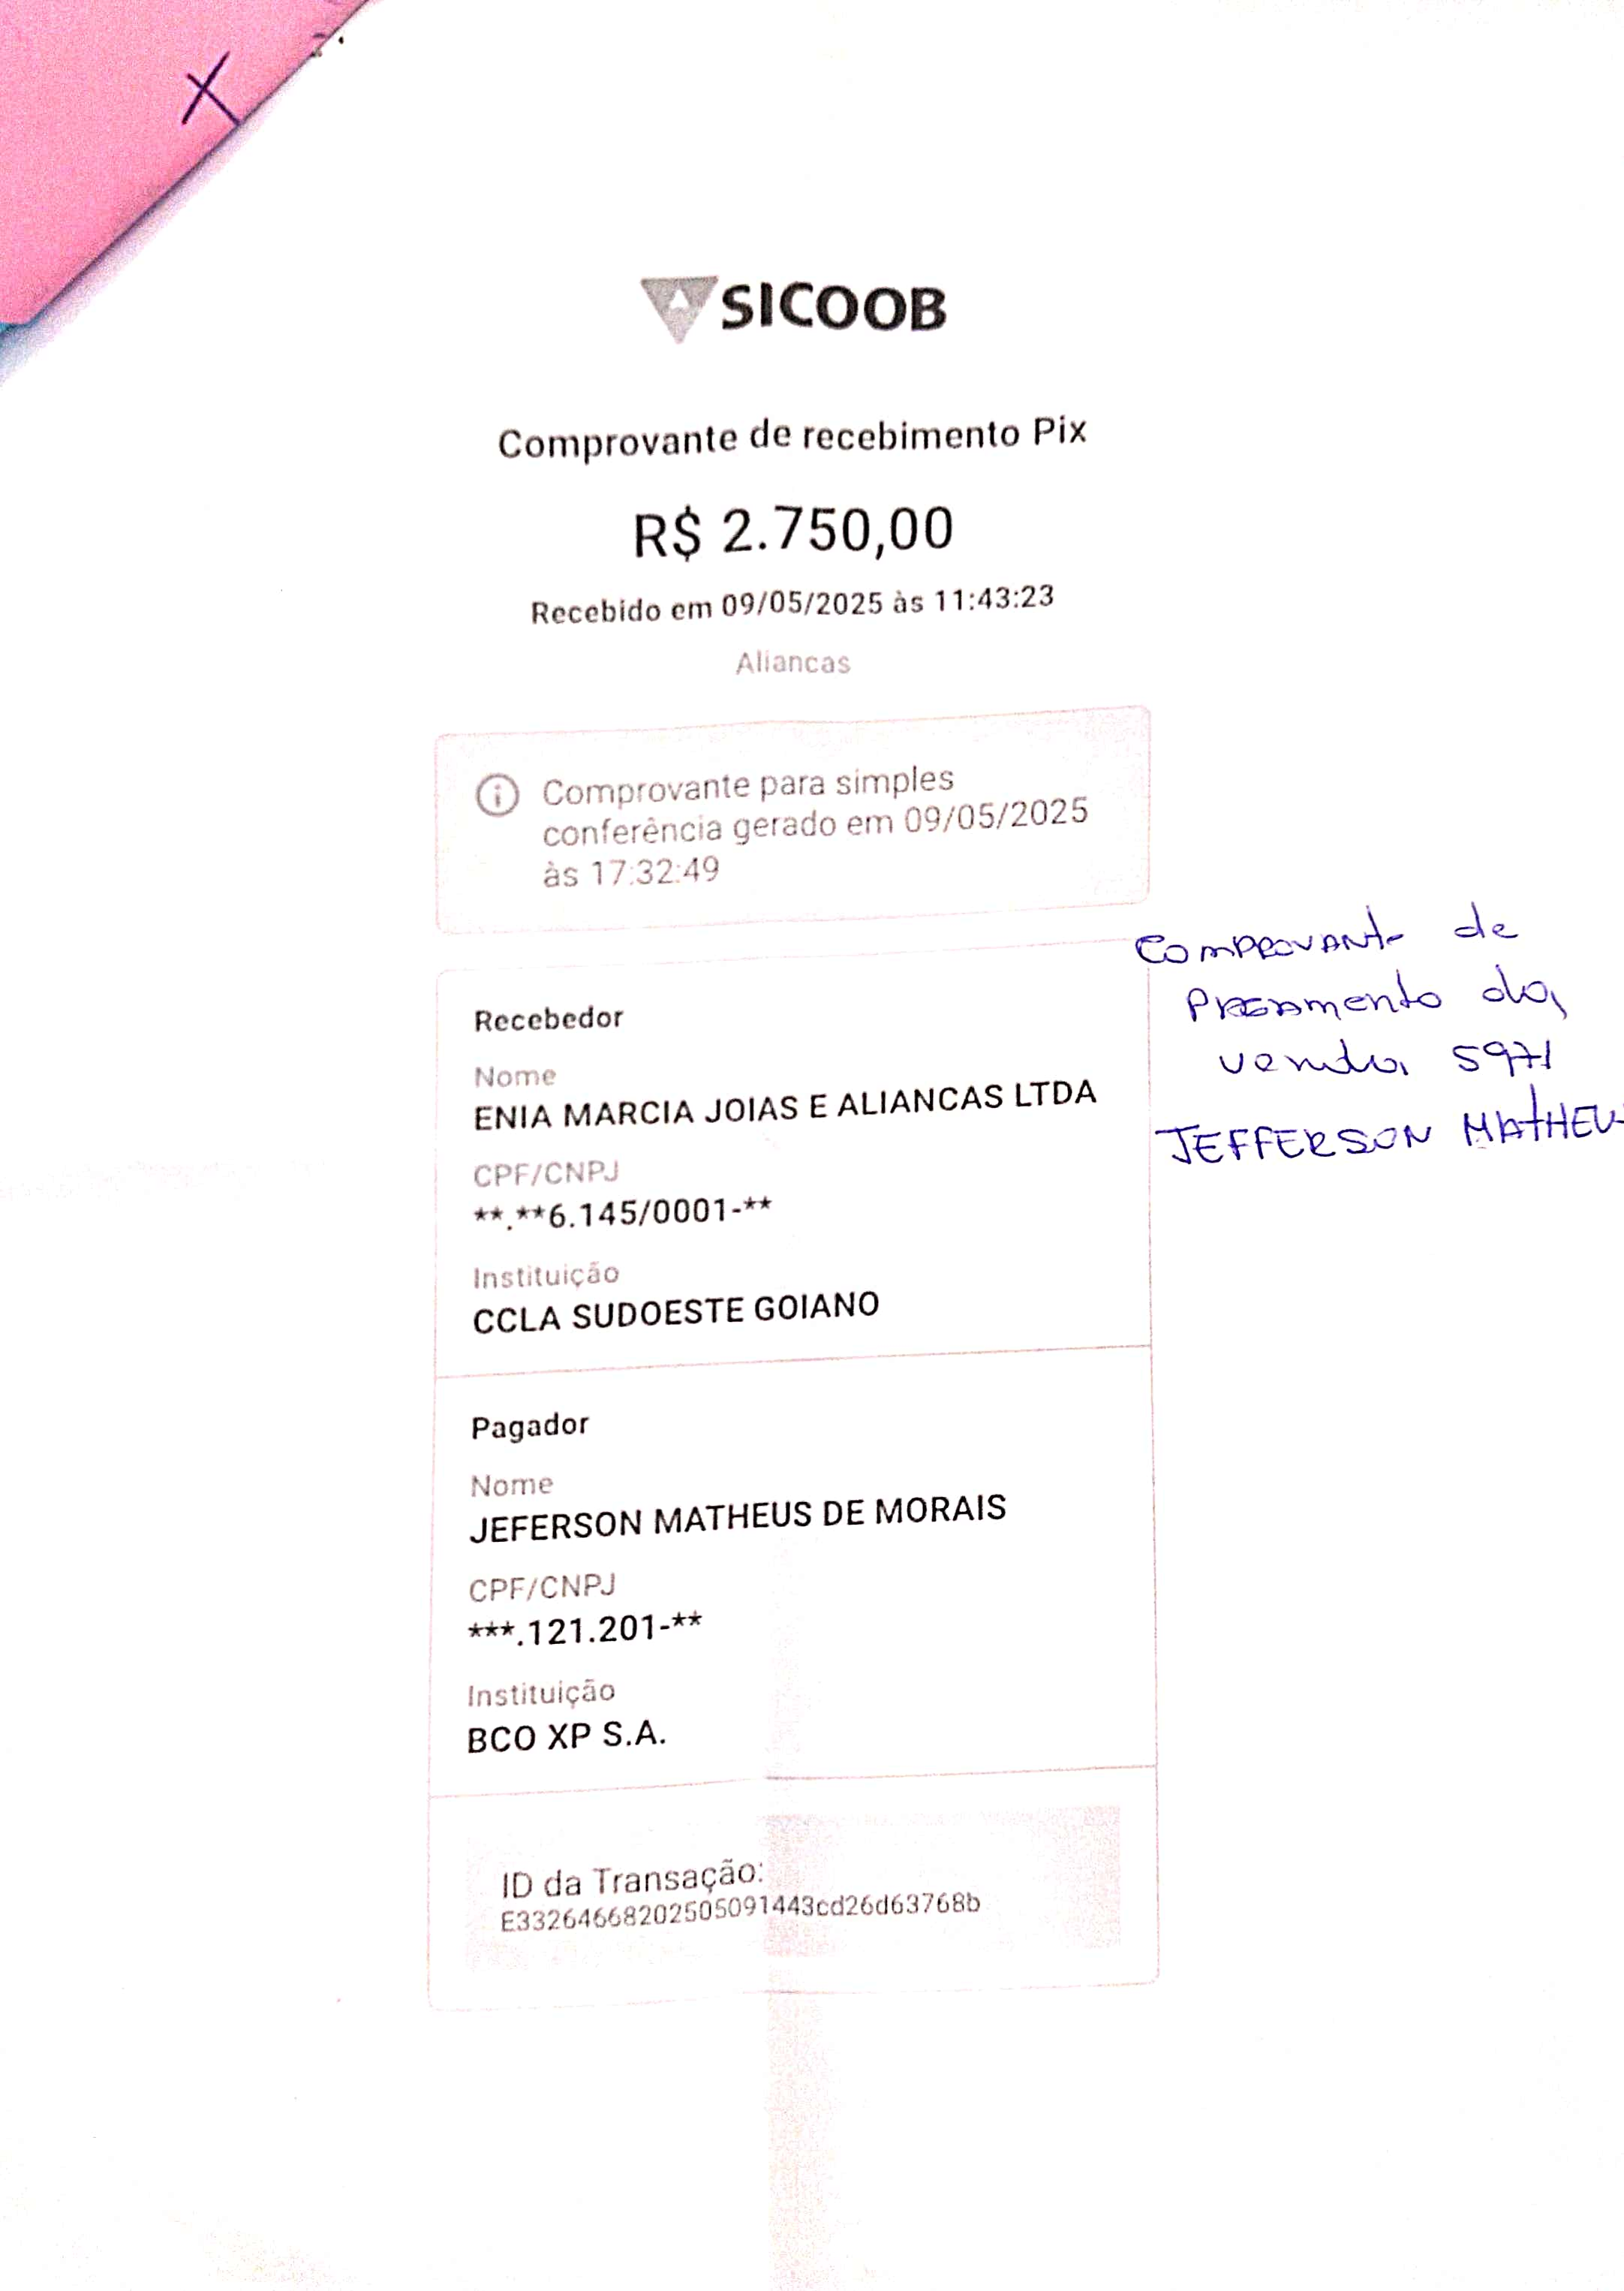 X
SICOOB
Comprovante de recebimento Pix
R$ 2.750,00
Recebido em 09/05/2025 às 11:43:23
Aliancas
Comprovante para simples
conferência gerado em 09/05/2025
às 17:32:49
Comprovante de
Pagamento da
venda 5971
JEFFERSON MATHEUS
Recebedor
Nome
ENIA MARCIA JOIAS E ALIANCAS LTDA
CPF/CNPJ
**.**6.145/0001-**
Instituição
CCLA SUDOESTE GOIANO
Pagador
Nome
JEFERSON MATHEUS DE MORAIS
CPF/CNPJ
***.121.201-**
Instituição
BCO XP S.A.
ID da Transação:
E332646682025050914​43cd26d63768b